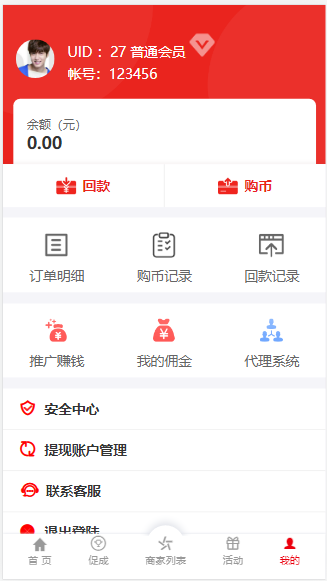 UID ：27 普通会员
帐号：123456
余额（元）
0.00
回款 购币
订单明细 购币记录 回款记录
推广赚钱 我的佣金 代理系统
安全中心
提现账户管理
联系客服
退出登陆
首 页 促成 商家列表 活动 我的